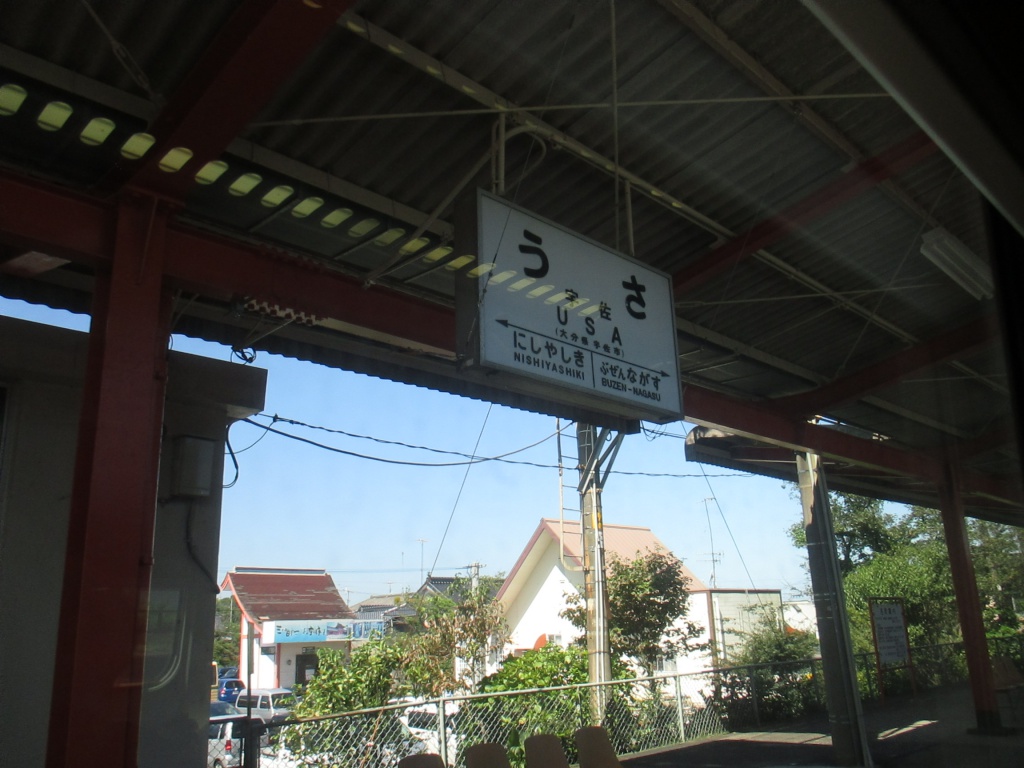 うさ
宇佐
USA
(大分県宇佐市)
にしやしき
NISHIYASHIKI
ぶぜんながす
BUZEN-NAGASU